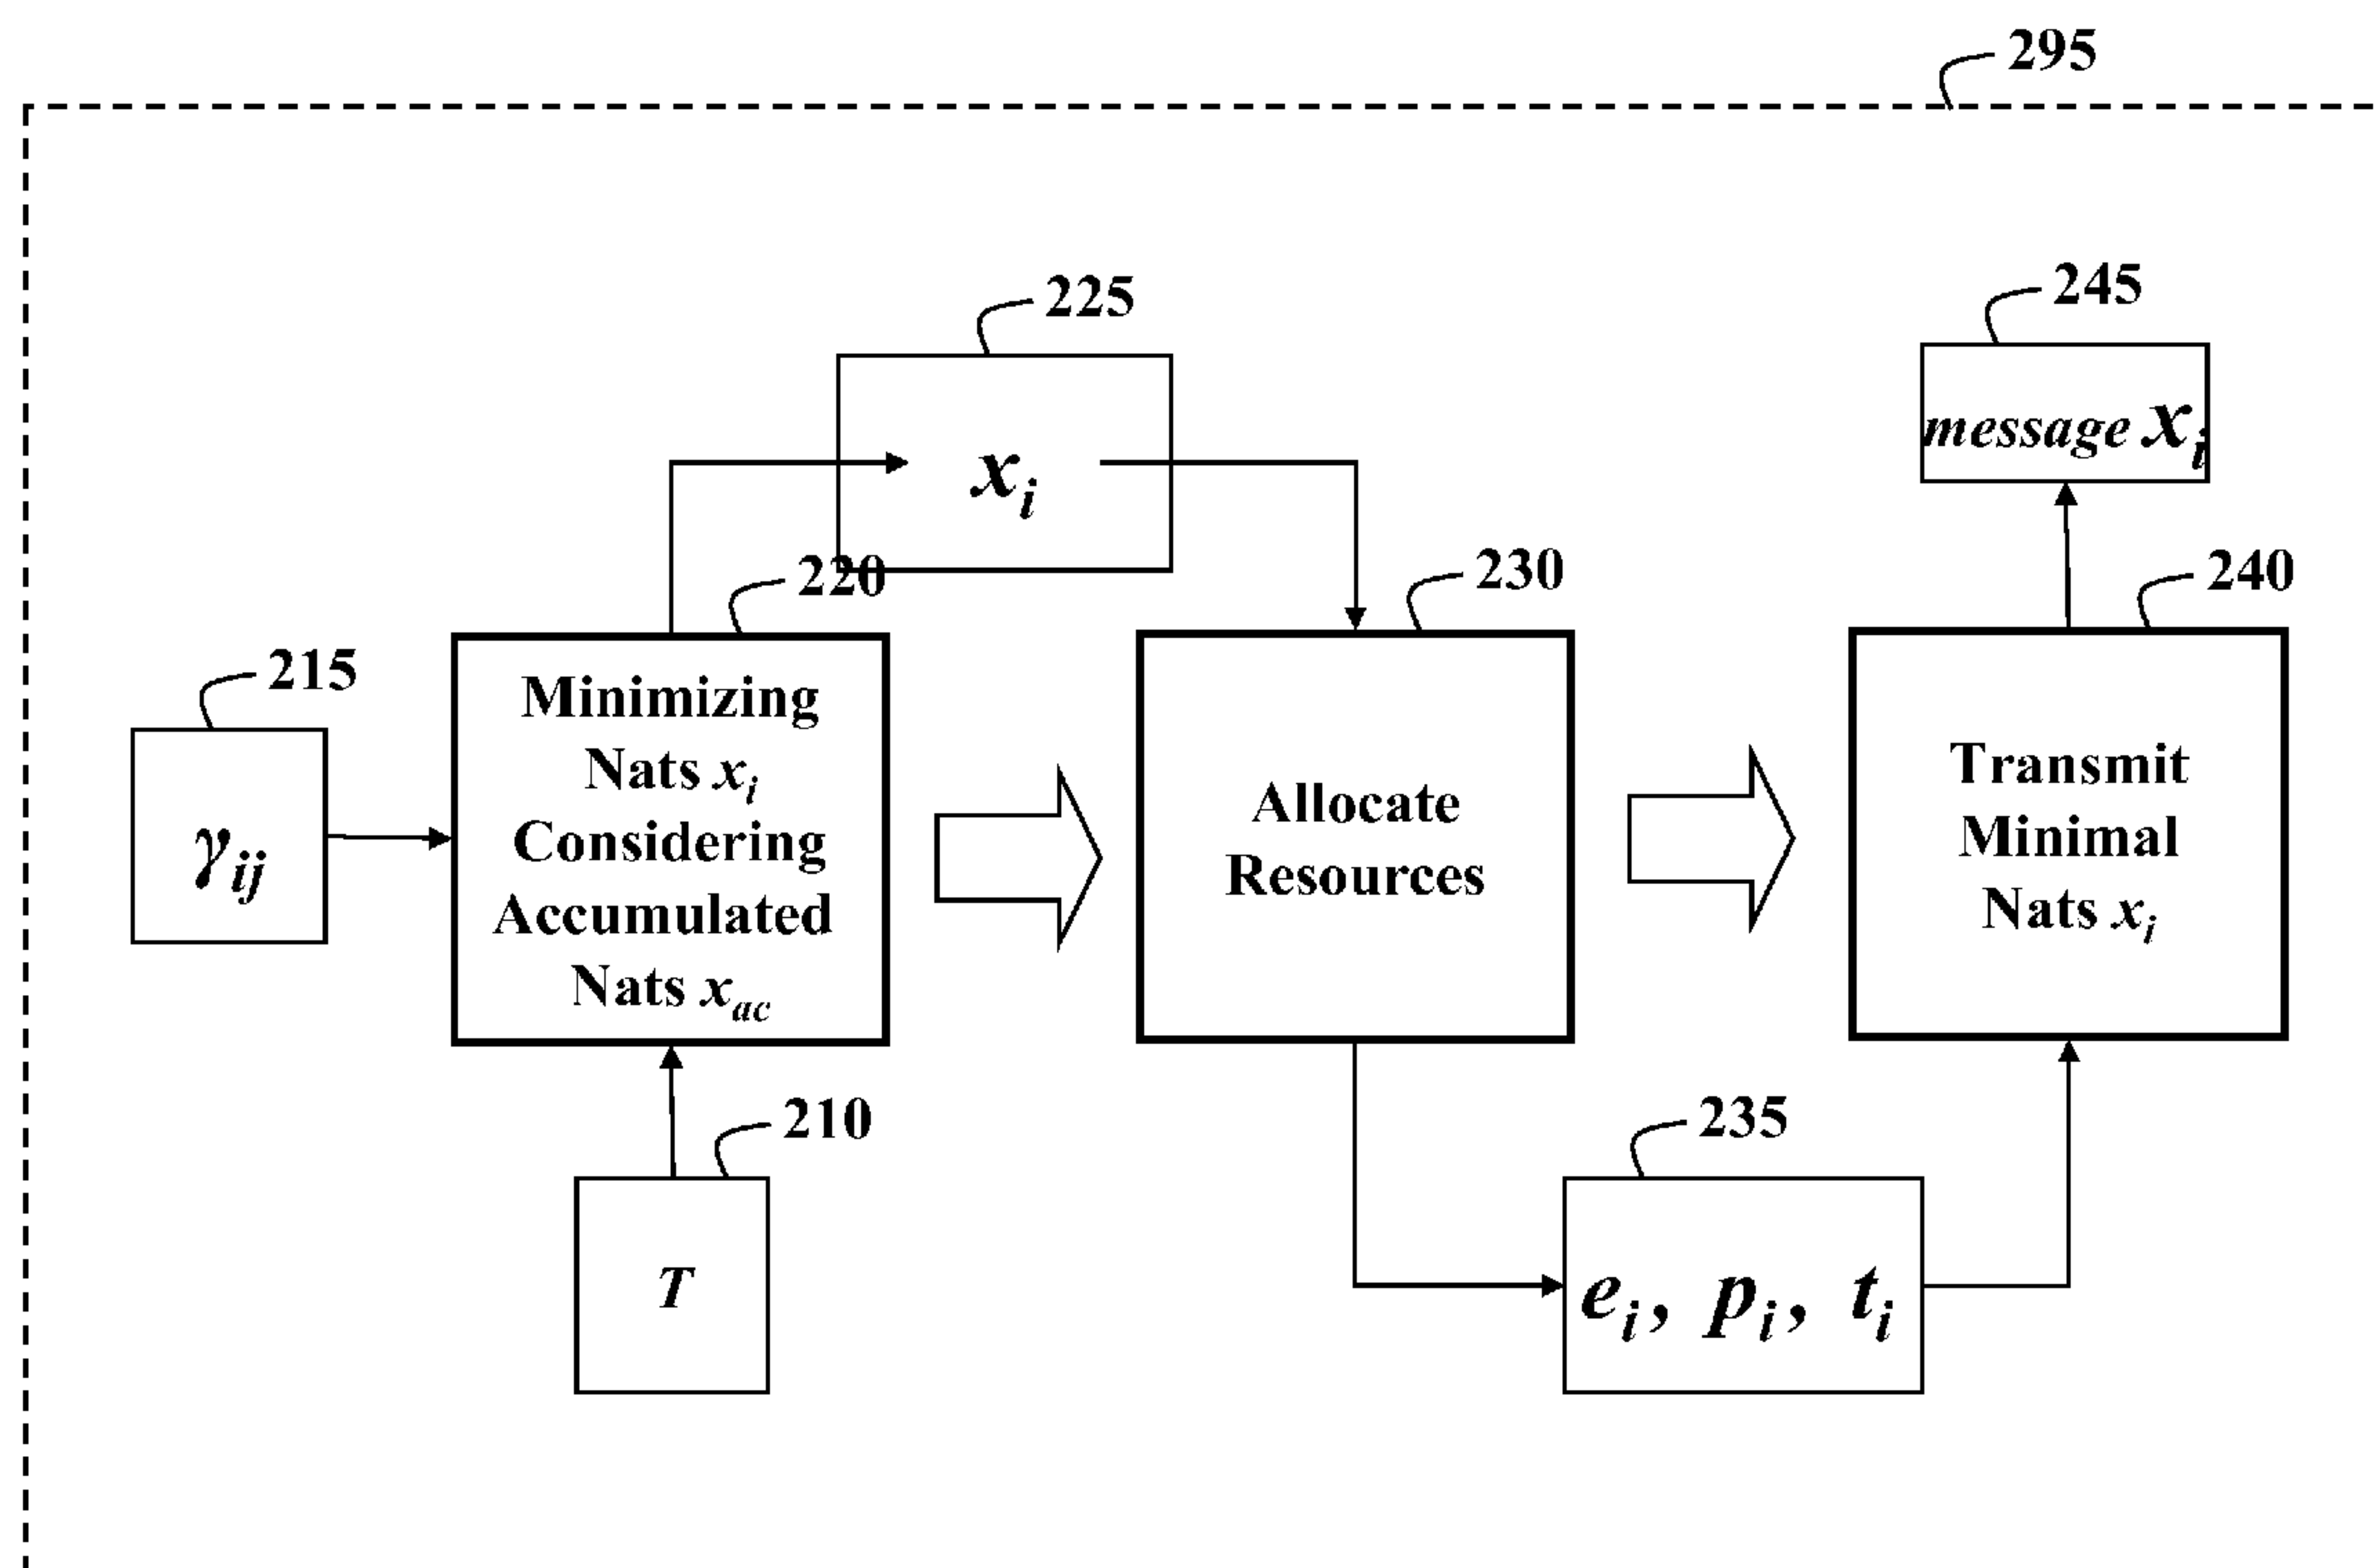 295
225
245
x_i
message x_i
220
230
240
215
Minimizing
Nats x_i
Considering
Accumulated
Nats x_ac
γ_ij
Allocate
Resources
Transmit
Minimal
Nats x_i
210
235
T
e_i, p_i, t_i